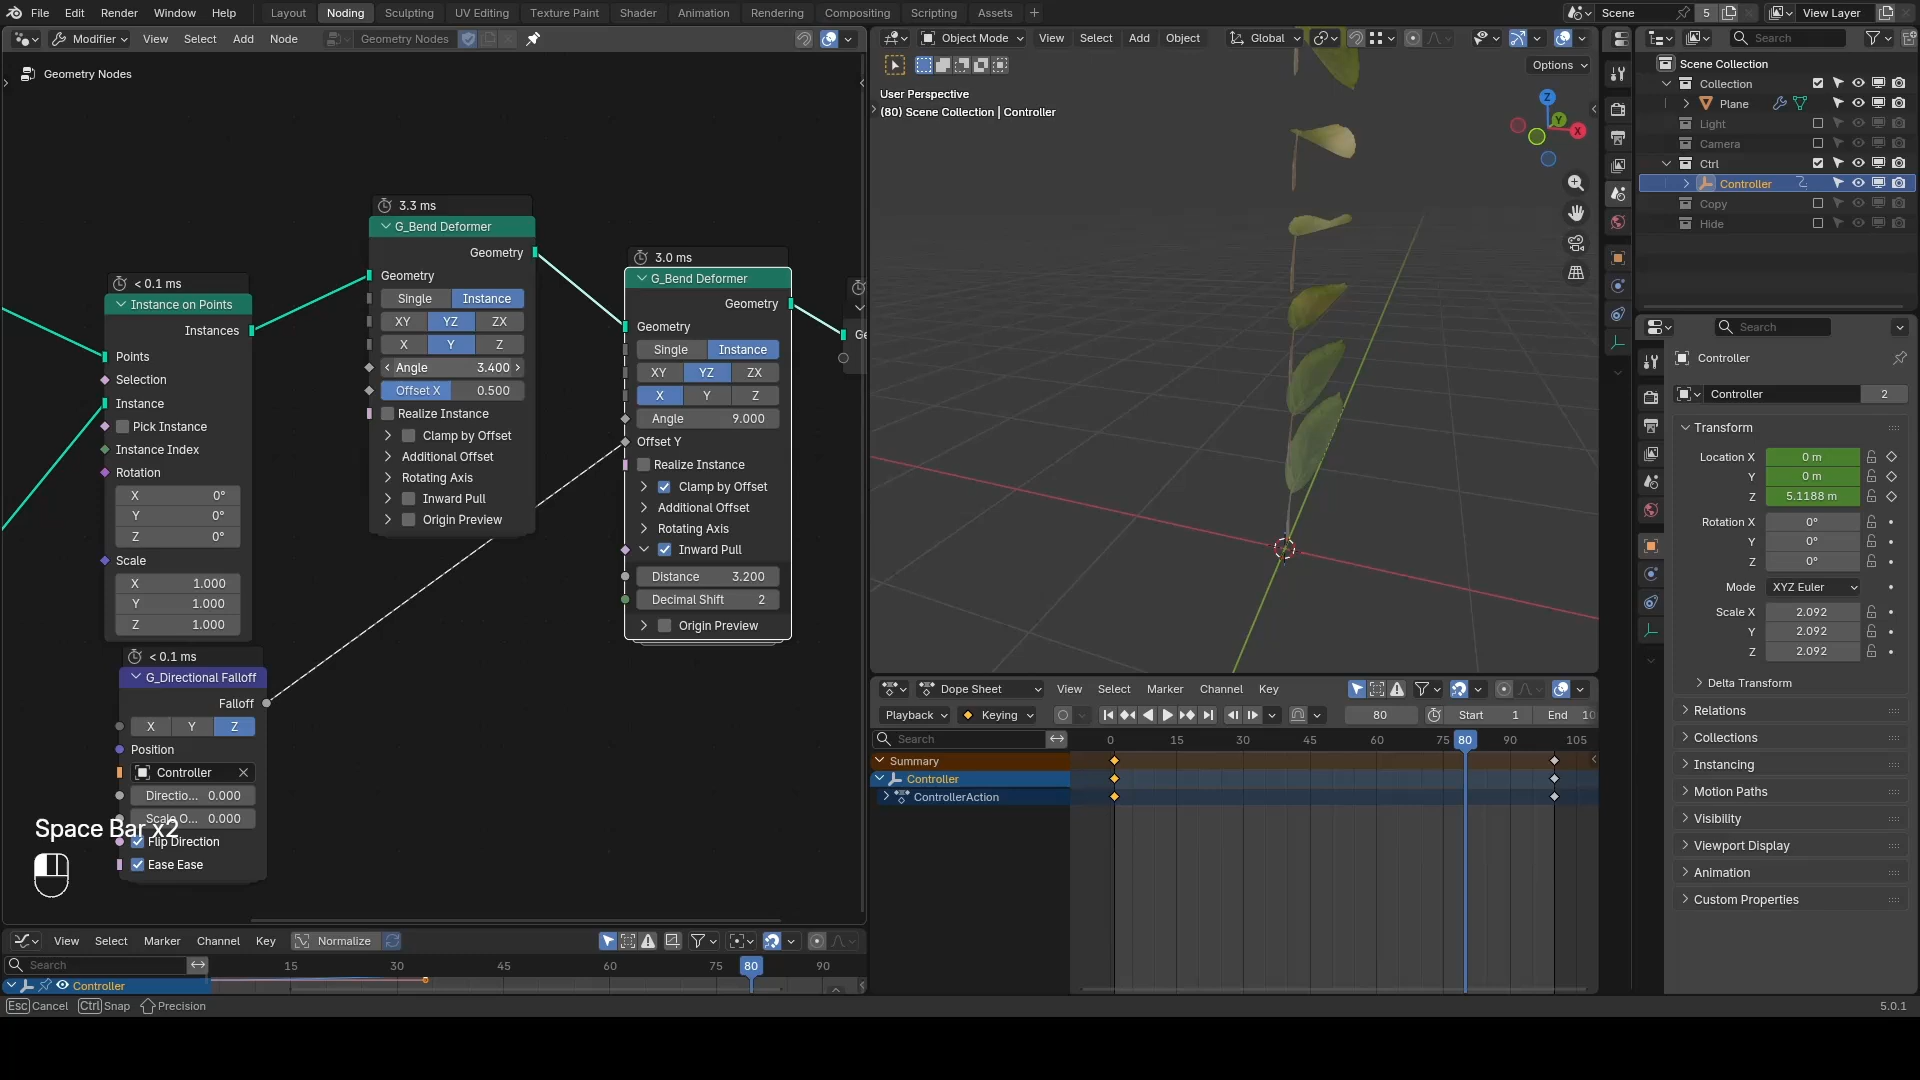 File Edit Render Window Help Layout Noding Sculpting UV Editing Texture Paint Shader Animation Rendering Compositing Scripting Assets Scene 5 View Layer
Modifier View Select Add Node Geometry Nodes
Geometry Nodes
3.3 ms
G_Bend Deformer
Geometry
Geometry
Single Instance
XY YZ ZX
X Y Z
Angle 3.400
Offset X 0.500
Realize Instance
Clamp by Offset
Additional Offset
Rotating Axis
Inward Pull
Origin Preview
3.0 ms
G_Bend Deformer
Geometry
Geometry
Single Instance
XY YZ ZX
X Y Z
Angle 9.000
Offset Y
Realize Instance
Clamp by Offset
Additional Offset
Rotating Axis
Inward Pull
Distance 3.200
Decimal Shift 2
Origin Preview
Ge
< 0.1 ms
Instance on Points
Instances
Points
Selection
Instance
Pick Instance
Instance Index
Rotation
X 0°
Y 0°
Z 0°
Scale
X 1.000
Y 1.000
Z 1.000
< 0.1 ms
G_Directional Falloff
Falloff
X Y Z
Position
Controller
Directio... 0.000
Scale O... 0.000
Flip Direction
Ease Ease
Space Bar x2
View Select Marker Channel Key Normalize
Search 15 30 45 60 75 80 90
Controller
Esc Cancel Ctrl Snap Precision 5.0.1
Object Mode View Select Add Object Global
Options
User Perspective
(80) Scene Collection | Controller
Z
Y
X
Dope Sheet View Select Marker Channel Key
Playback Keying 80 Start 1 End 10
Search 0 15 30 45 60 75 80 90 105
Summary
Controller
ControllerAction
Search
Scene Collection
Collection
Plane
Light
Camera
Ctrl
Controller
Copy
Hide
Search
Controller
Controller 2
Transform
Location X 0 m
Y 0 m
Z 5.1188 m
Rotation X 0°
Y 0°
Z 0°
Mode XYZ Euler
Scale X 2.092
Y 2.092
Z 2.092
Delta Transform
Relations
Collections
Instancing
Motion Paths
Visibility
Viewport Display
Animation
Custom Properties